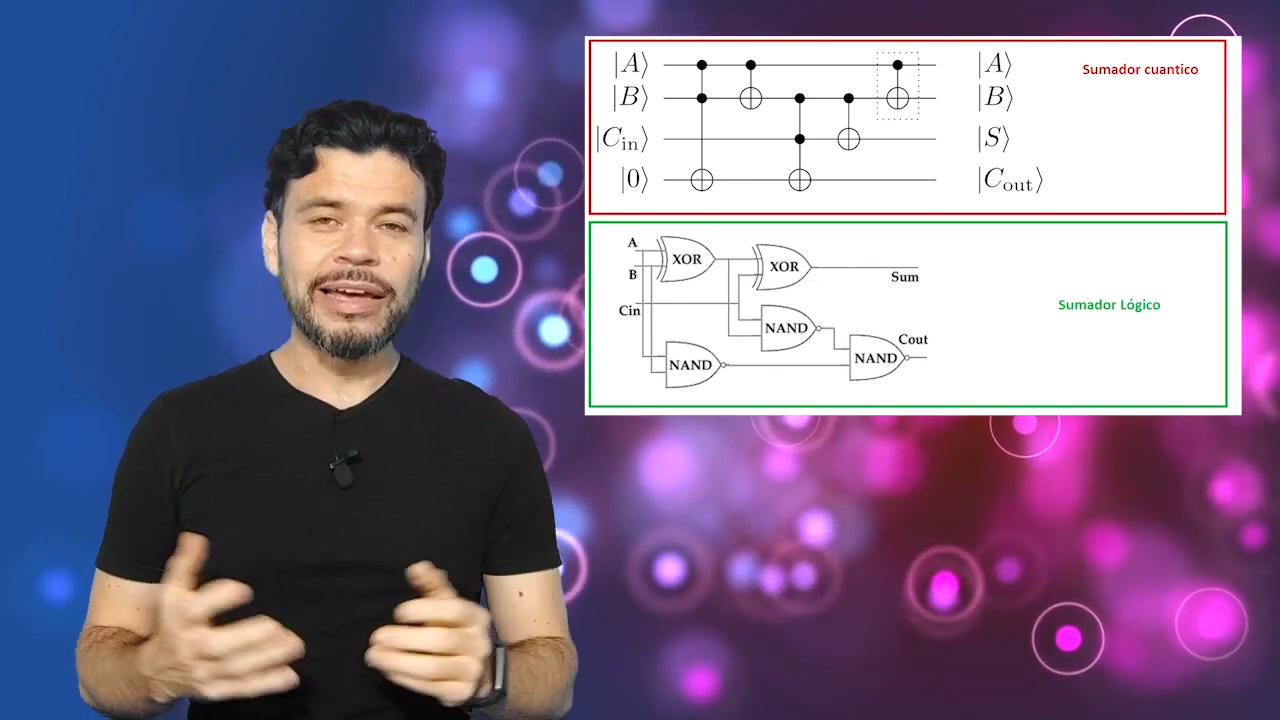 |A⟩ |A⟩ Sumador cuantico
|B⟩ |B⟩
|C_in⟩ |S⟩
|0⟩ |C_out⟩
A
XOR
B
XOR
Sum
Cin
Sumador Lógico
NAND
Cout
NAND
NAND